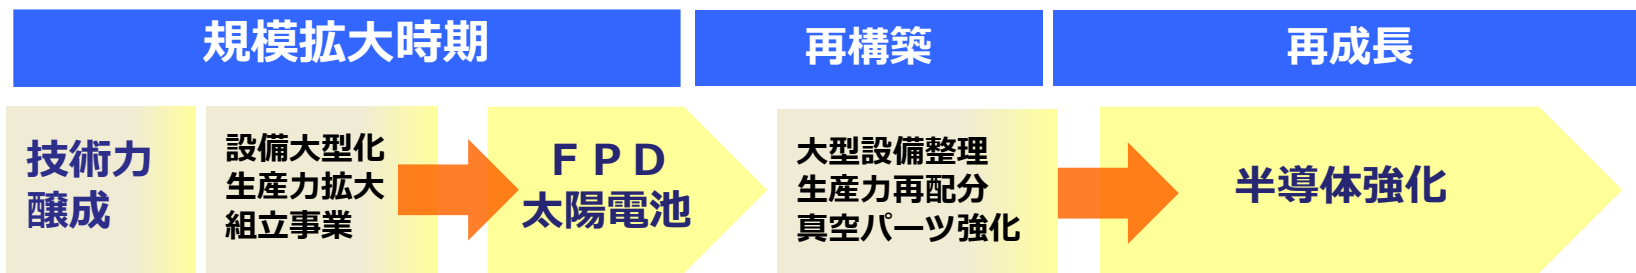 規模拡大時期
再構築
再成長
技術力
醸成
設備大型化
生産力拡大
組立事業
ＦＰＤ
太陽電池
大型設備整理
生産力再配分
真空パーツ強化
半導体強化